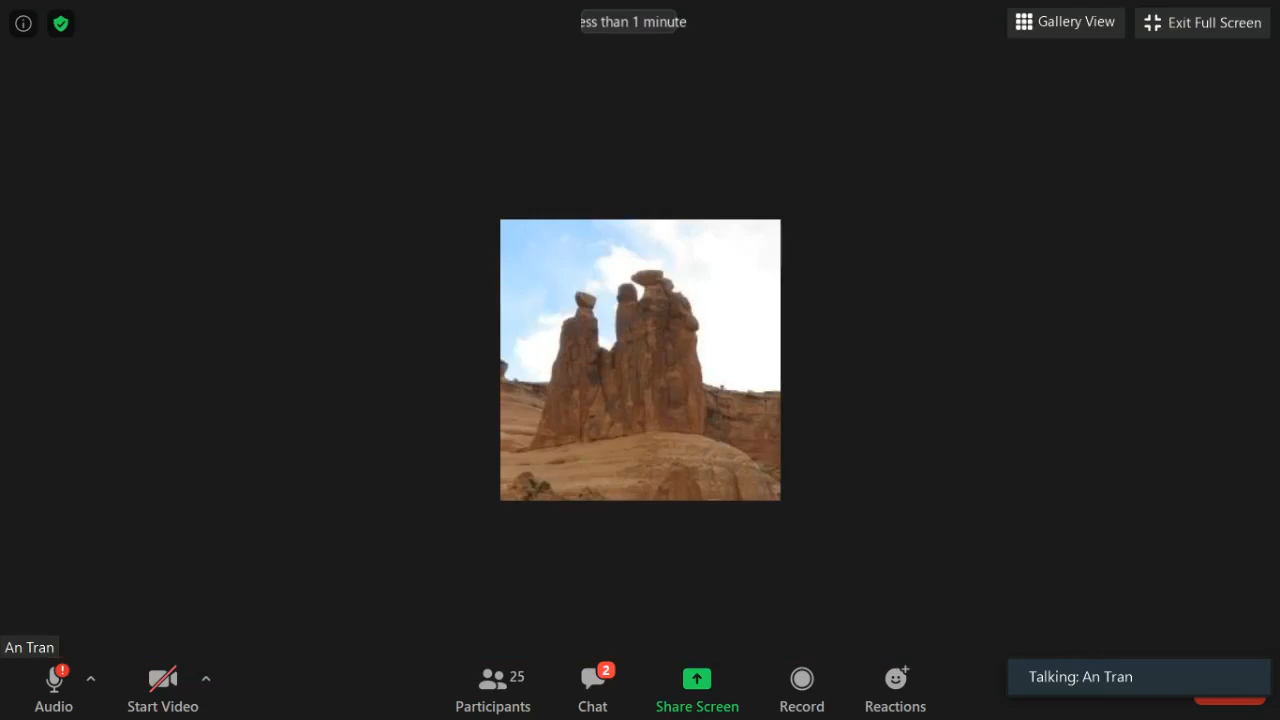 ess than 1 minute
Gallery View
Exit Full Screen
An Tran
25
2
Talking: An Tran
Audio
Start Video
Participants
Chat
Share Screen
Record
Reactions